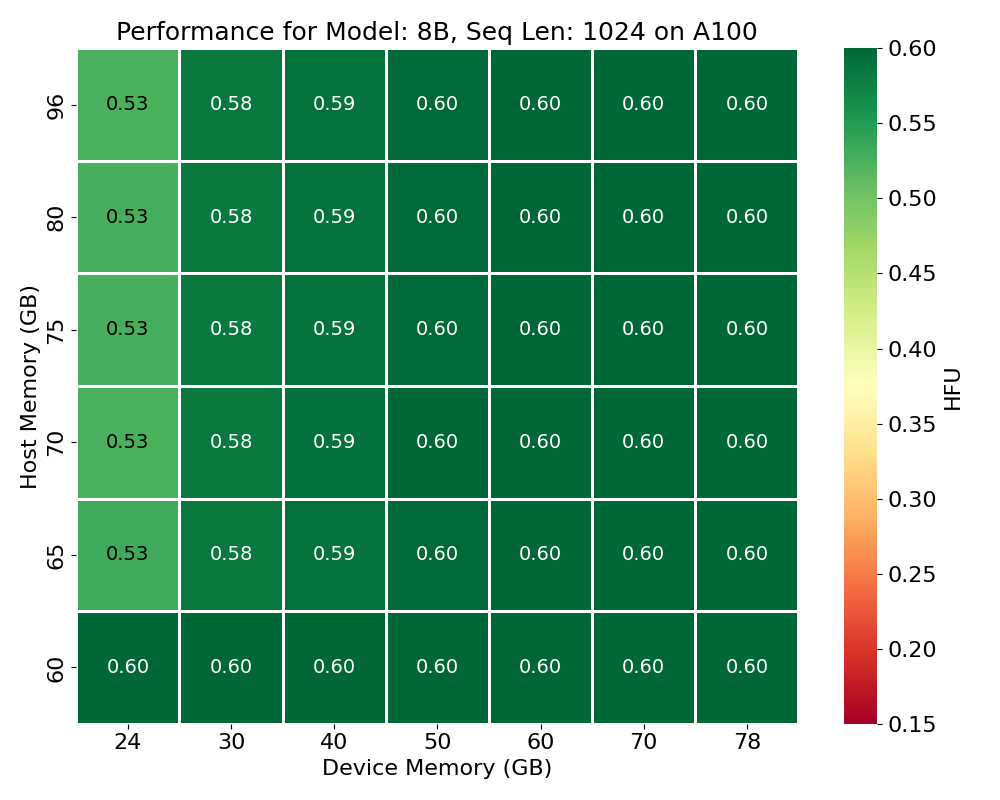 Performance for Model: 8B, Seq Len: 1024 on A100
Host Memory (GB)
96 0.53 0.58 0.59 0.60 0.60 0.60 0.60
80 0.53 0.58 0.59 0.60 0.60 0.60 0.60
75 0.53 0.58 0.59 0.60 0.60 0.60 0.60
70 0.53 0.58 0.59 0.60 0.60 0.60 0.60
65 0.53 0.58 0.59 0.60 0.60 0.60 0.60
60 0.60 0.60 0.60 0.60 0.60 0.60 0.60
24 30 40 50 60 70 78
Device Memory (GB)
0.60
0.55
0.50
0.45
0.40
0.35
0.30
0.25
0.20
0.15
HFU